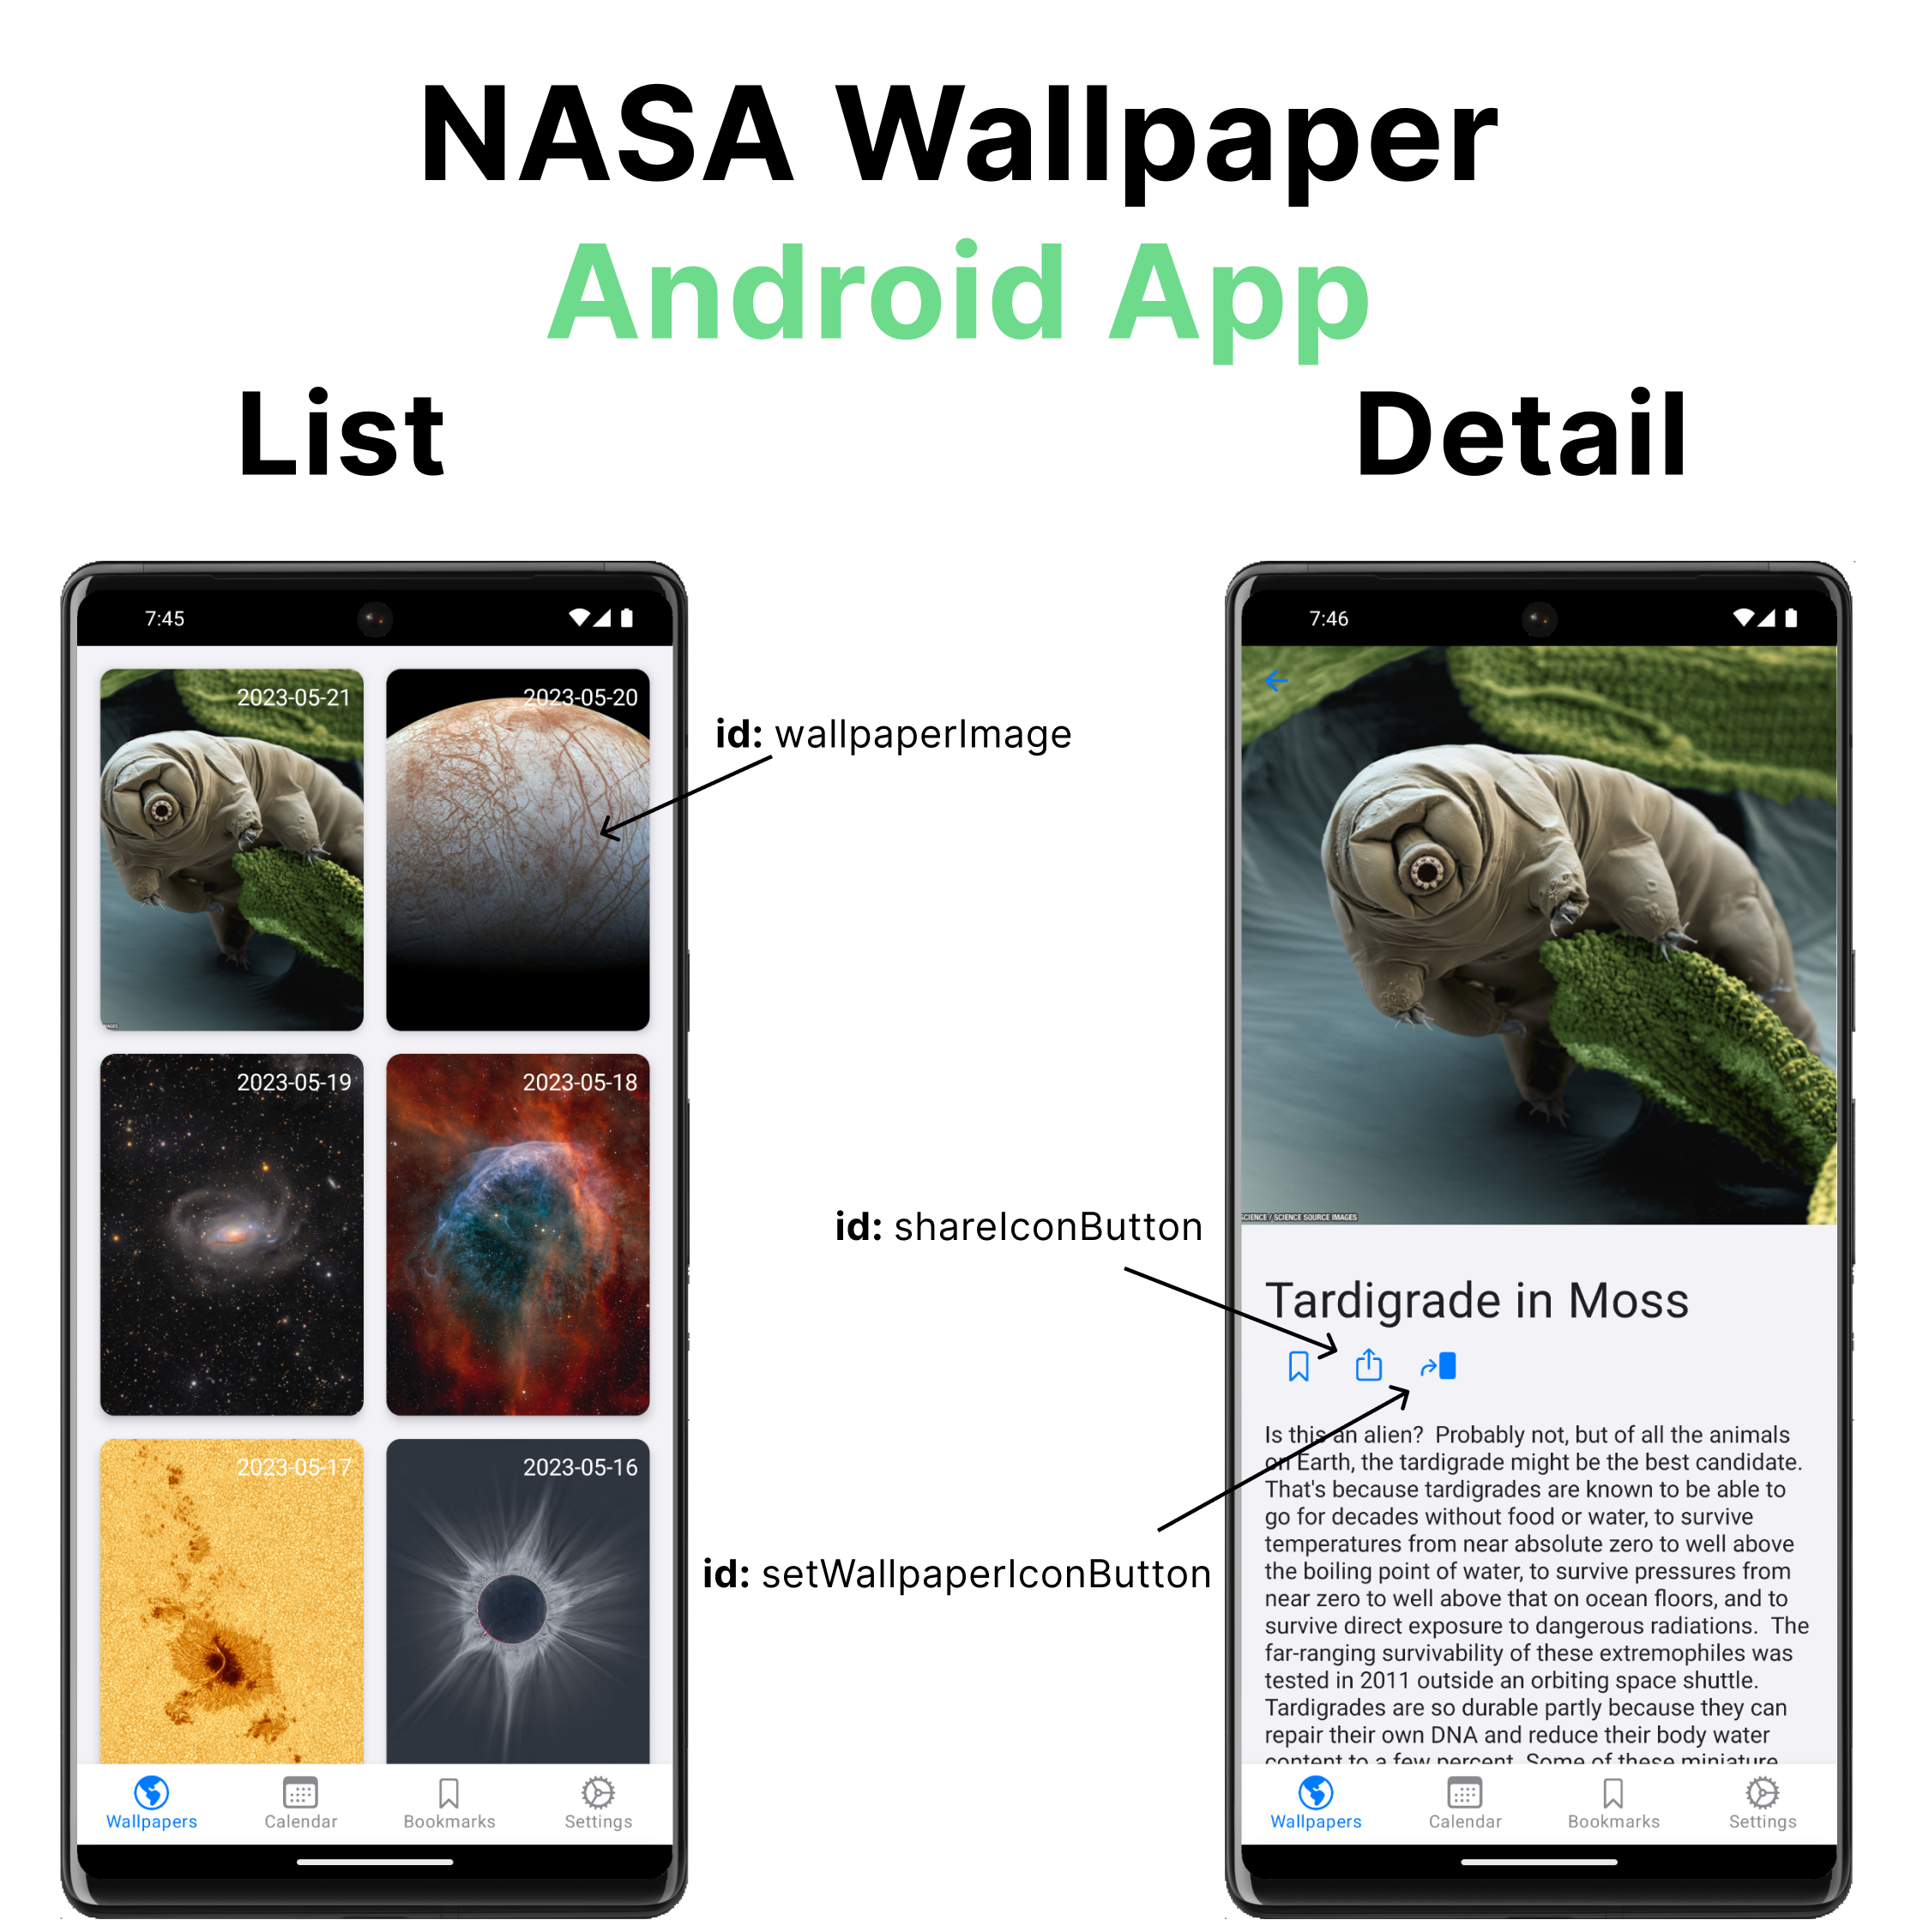 NASA Wallpaper
Android App
List
Detail
7:45
2023-05-21
2023-05-20
id: wallpaperImage
2023-05-19
2023-05-18
2023-05-17
2023-05-16
Wallpapers
Calendar
Bookmarks
Settings
id: shareIconButton
id: setWallpaperIconButton
7:46
SCIENCE / SCIENCE SOURCE IMAGES
Tardigrade in Moss
Is this an alien?  Probably not, but of all the animals
on Earth, the tardigrade might be the best candidate.
That's because tardigrades are known to be able to
go for decades without food or water, to survive
temperatures from near absolute zero to well above
the boiling point of water, to survive pressures from
near zero to well above that on ocean floors, and to
survive direct exposure to dangerous radiations.  The
far-ranging survivability of these extremophiles was
tested in 2011 outside an orbiting space shuttle.
Tardigrades are so durable partly because they can
repair their own DNA and reduce their body water
content to a few percent. Some of these miniature
Wallpapers
Calendar
Bookmarks
Settings